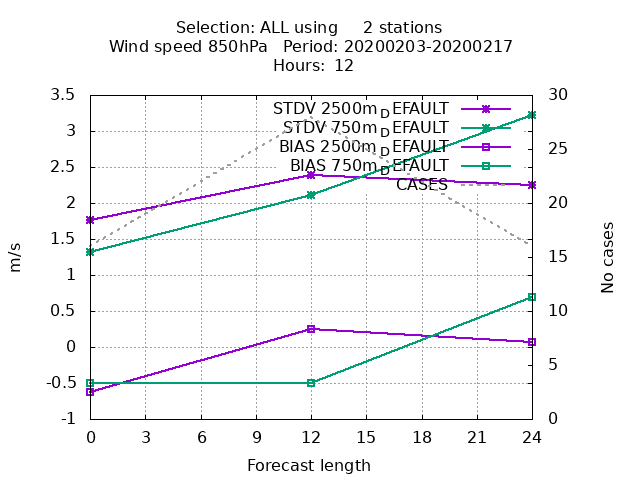 Selection: ALL using 2 stations
Wind speed 850hPa Period: 20200203-20200217
Hours: 12
3.5
3
2.5
2
1.5
1
0.5
0
-0.5
-1
30
25
20
15
10
5
0
STDV 2500m_DEFAULT
STDV 750m_DEFAULT
BIAS 2500m_DEFAULT
BIAS 750m_DEFAULT
CASES
m/s
No cases
0 3 6 9 12 15 18 21 24
Forecast length